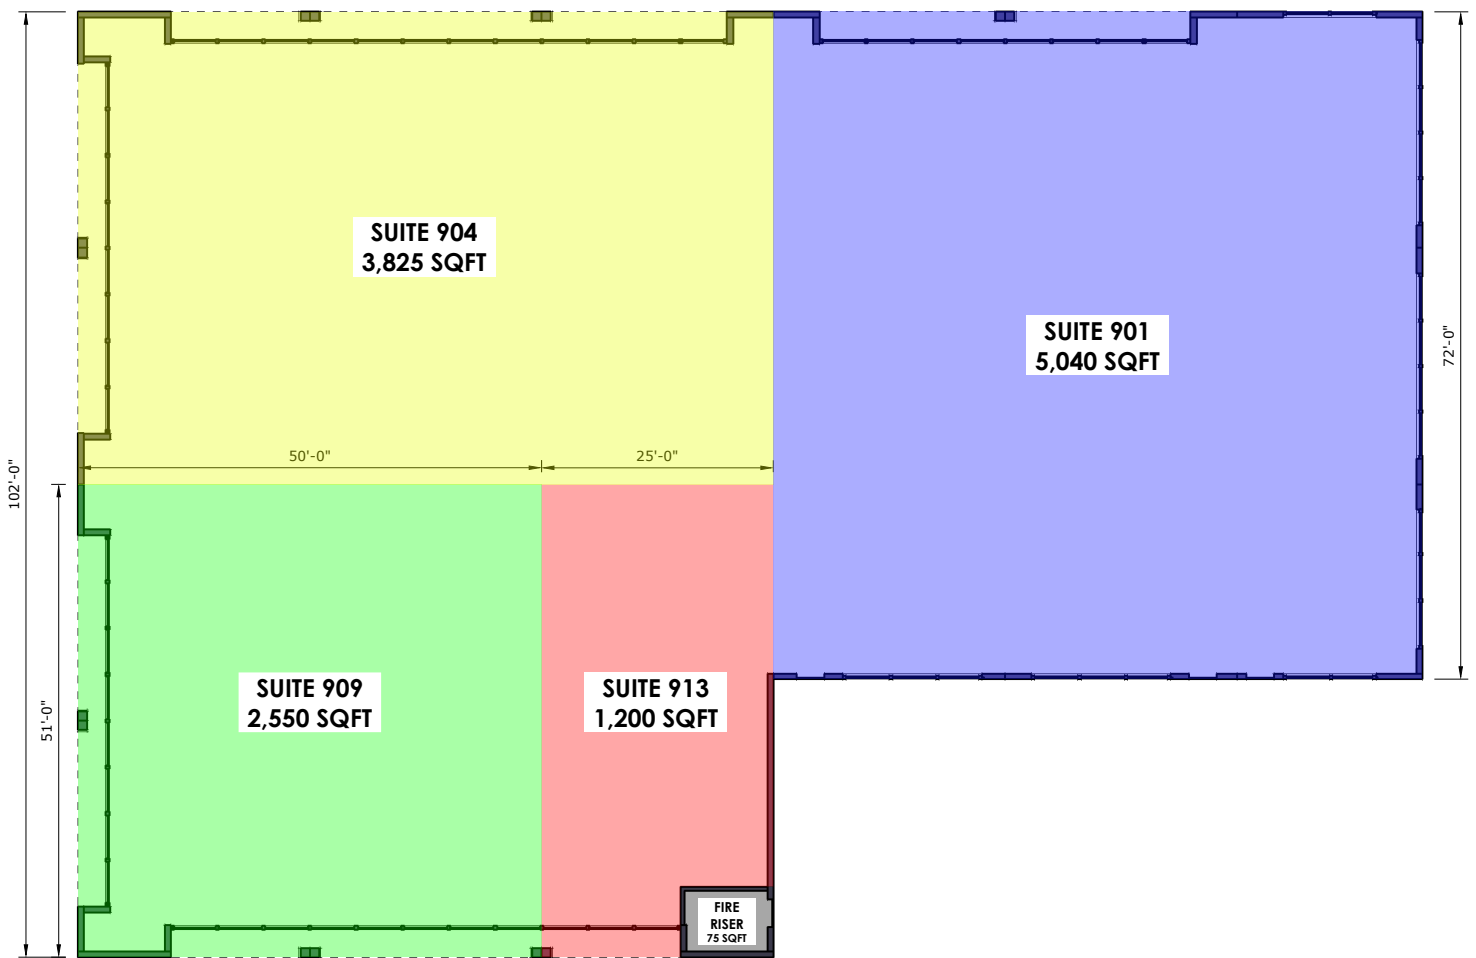 SUITE 904
3,825 SQFT
SUITE 901
5,040 SQFT
72'-0"
102'-0"
50'-0"
25'-0"
51'-0"
SUITE 909
2,550 SQFT
SUITE 913
1,200 SQFT
FIRE
RISER
75 SQFT